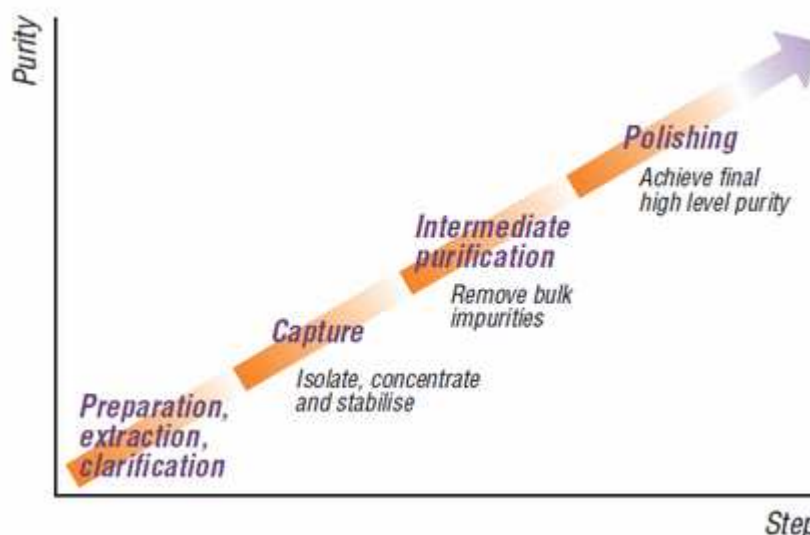 Purity
Polishing
Achieve final
high level purity
Intermediate
purification
Remove bulk
impurities
Capture
Isolate, concentrate
and stabilise
Preparation,
extraction,
clarification
Step